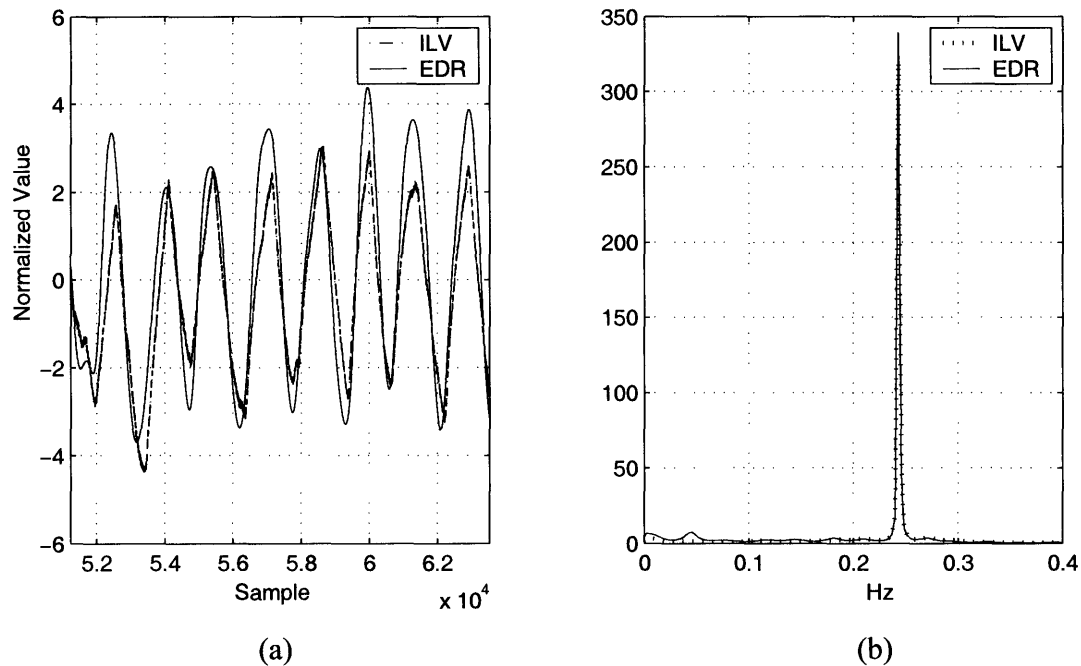 6
4
2
0
−2
−4
−6
Normalized Value
5.2 5.4 5.6 5.8 6 6.2
Sample
x 10^4
ILV
EDR
(a)
350
300
250
200
150
100
50
0
0 0.1 0.2 0.3 0.4
Hz
ILV
EDR
(b)